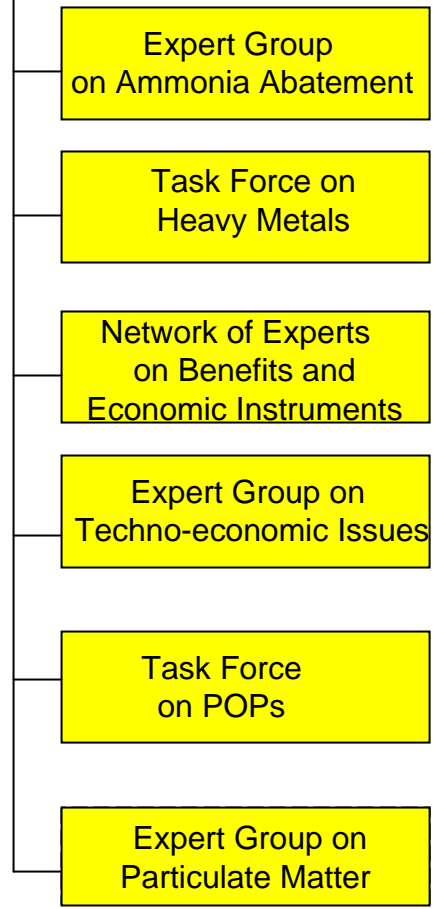 Expert Group
on Ammonia Abatement
Task Force on
Heavy Metals
Network of Experts
on Benefits and
Economic Instruments
Expert Group on
Techno-economic Issues
Task Force
on POPs
Expert Group on
Particulate Matter